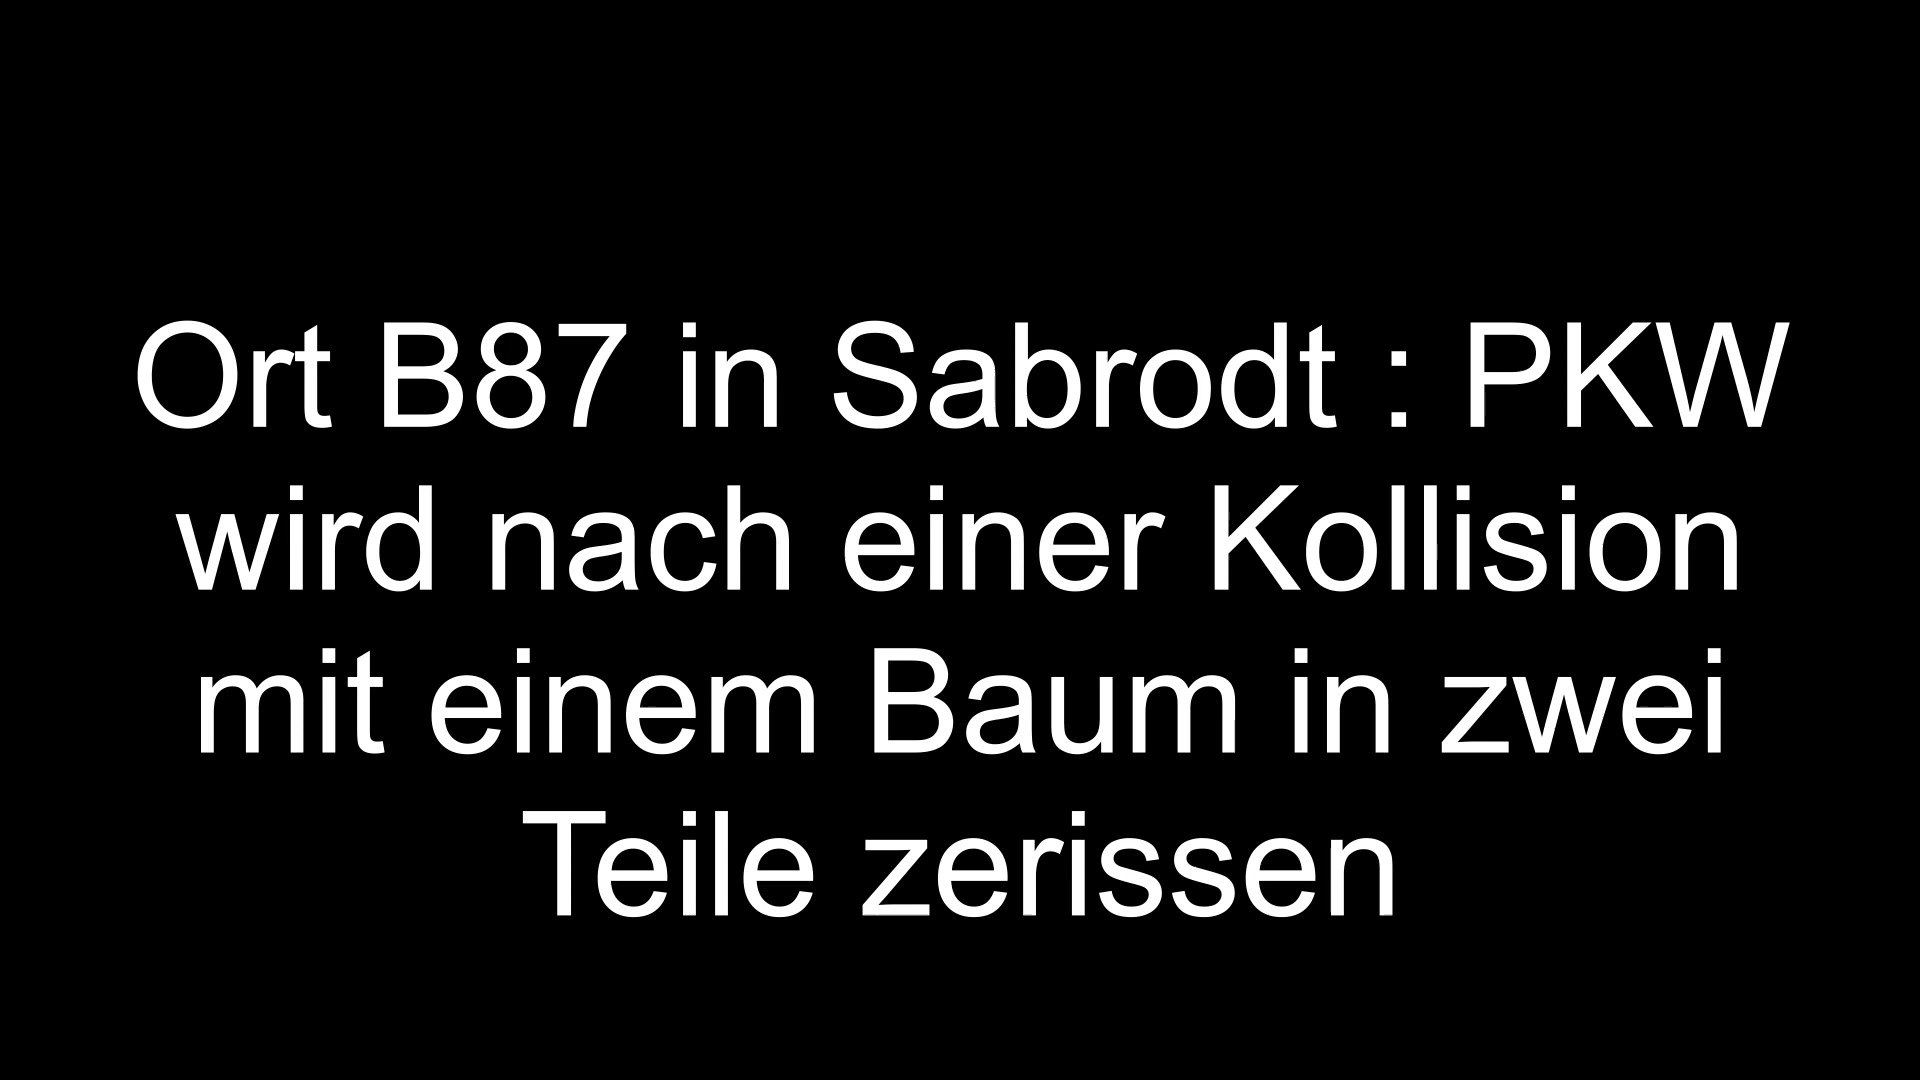 Ort B87 in Sabrodt : PKW
wird nach einer Kollision
mit einem Baum in zwei
Teile zerissen